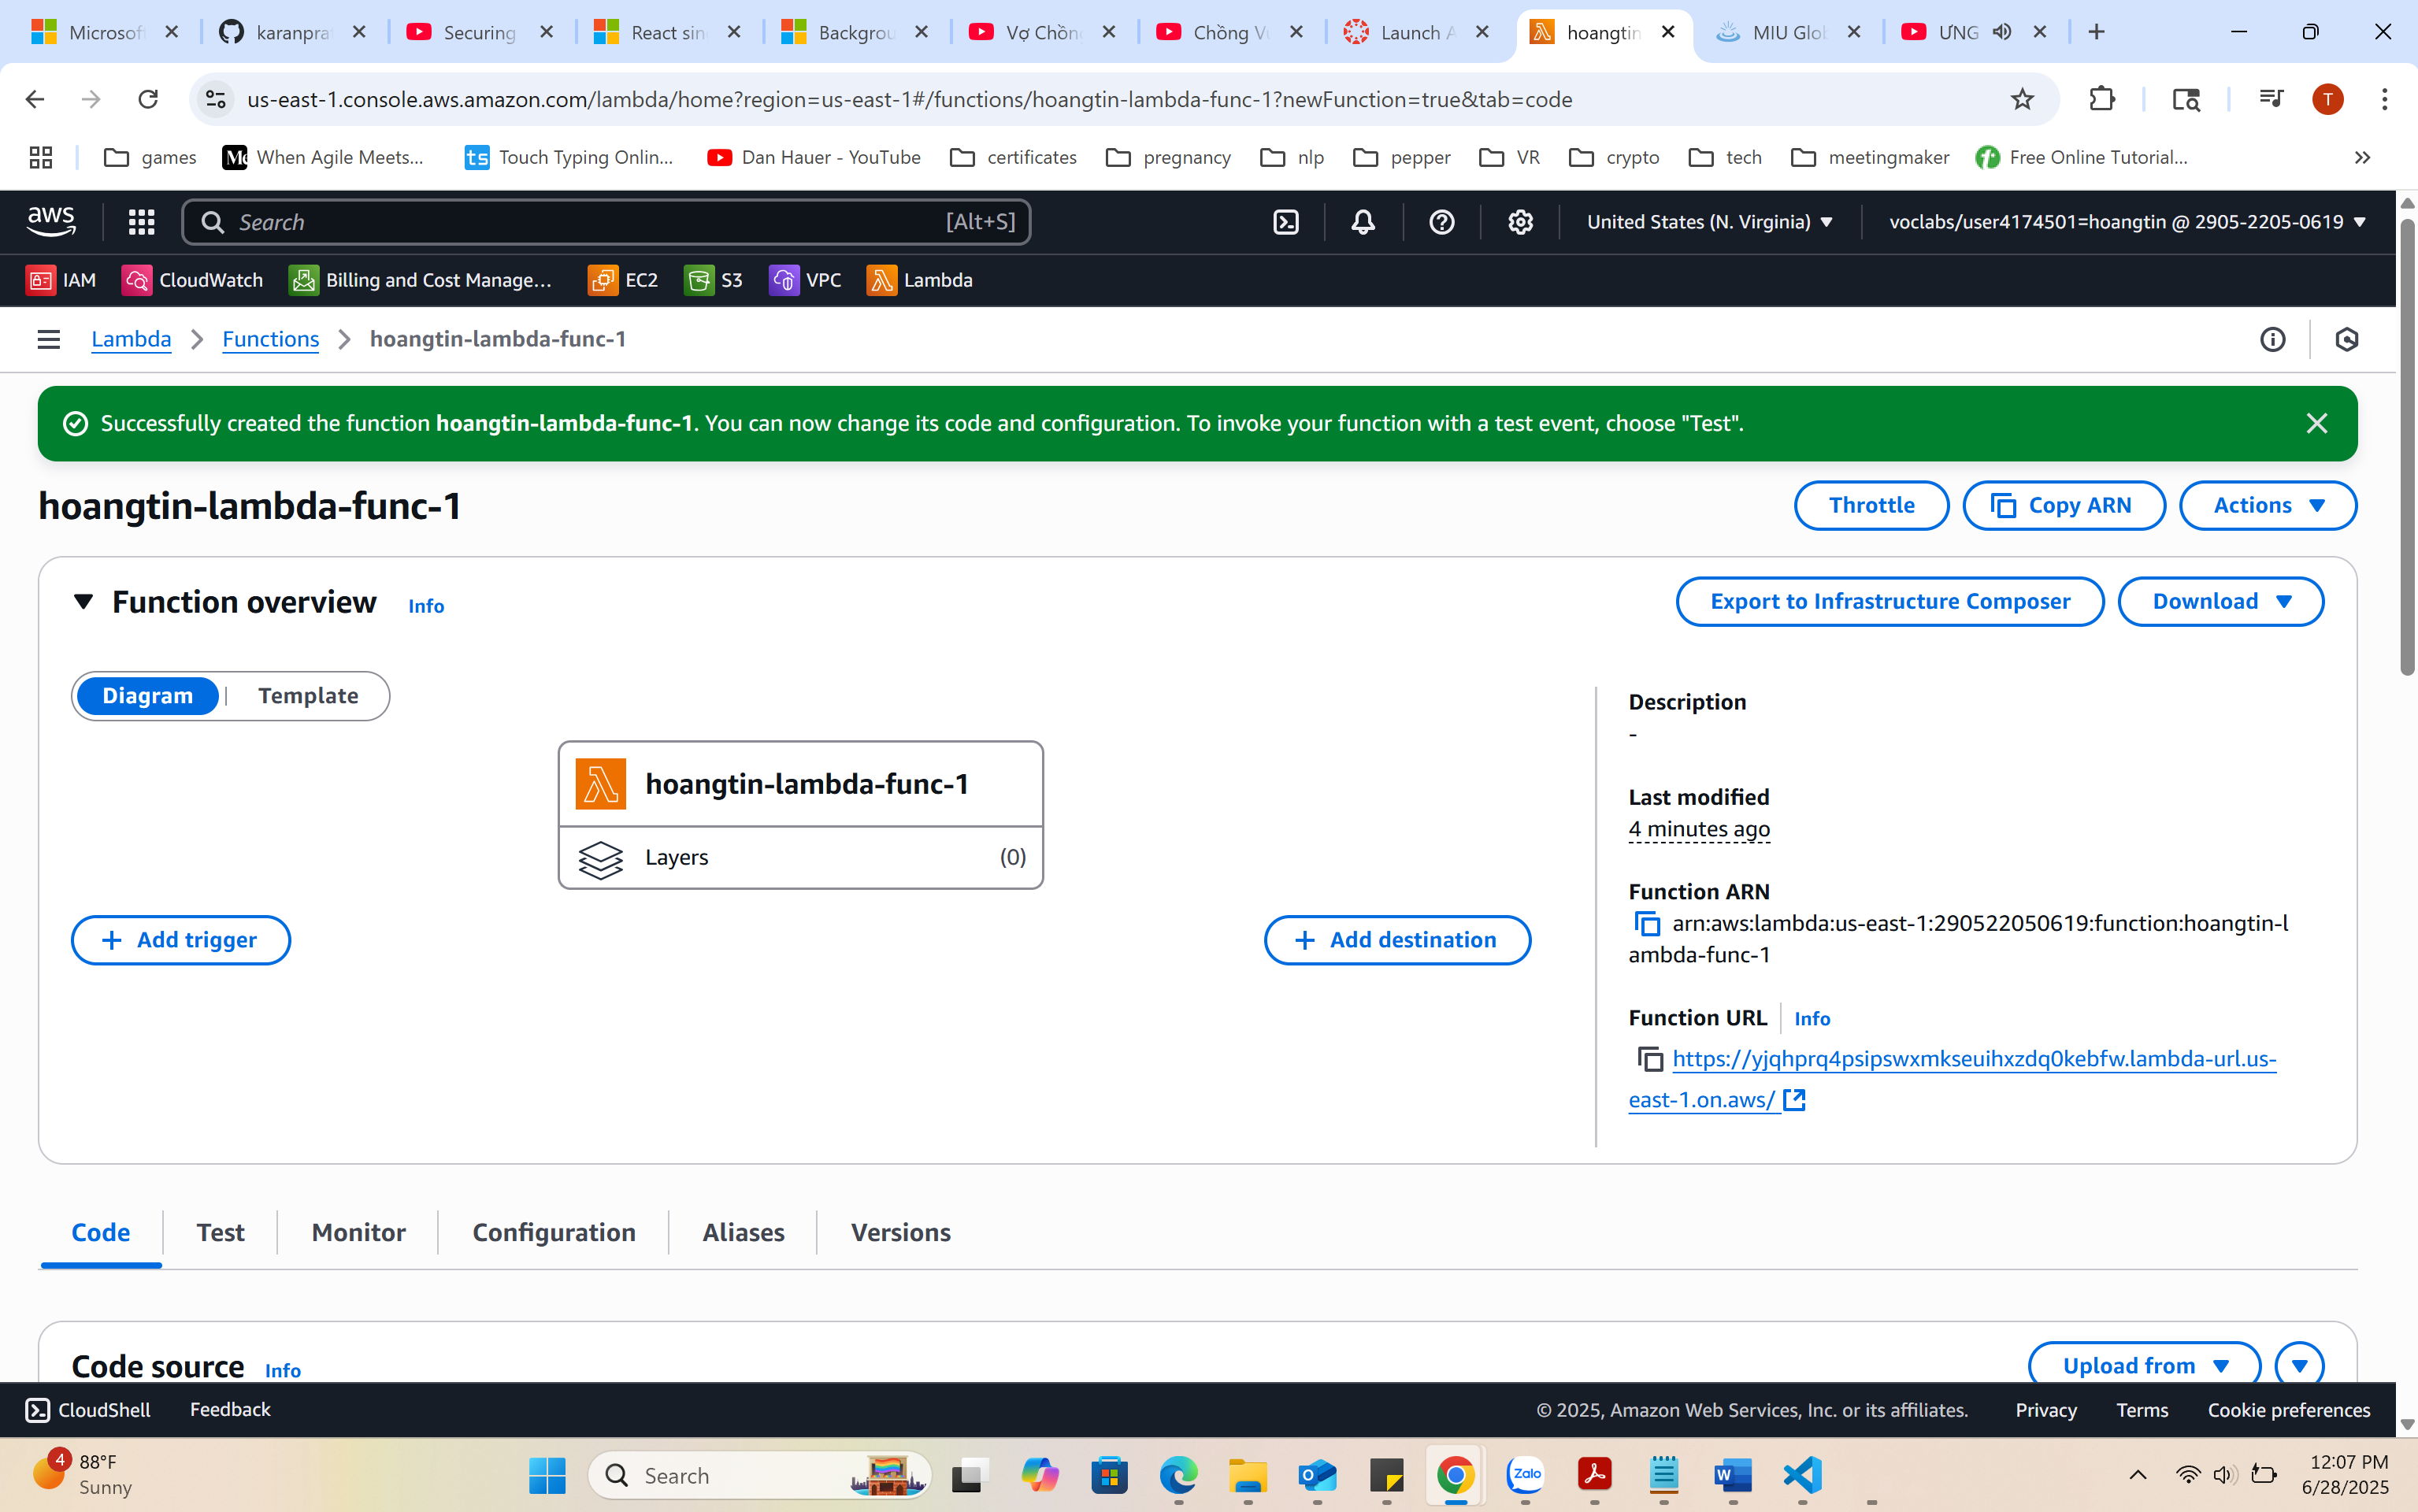 Microsof
karanpra
Securing
React sin
Backgrou
Vợ Chồn
Chồng V
Launch A
hoangtin
MIU Glo
ƯNG
us-east-1.console.aws.amazon.com/lambda/home?region=us-east-1#/functions/hoangtin-lambda-func-1?newFunction=true&tab=code
T
games
When Agile Meets...
ts Touch Typing Onlin...
Dan Hauer - YouTube
certificates
pregnancy
nlp
pepper
VR
crypto
tech
meetingmaker
Free Online Tutorial...
aws
Search [Alt+S]
United States (N. Virginia)
voclabs/user4174501=hoangtin @ 2905-2205-0619
IAM
CloudWatch
Billing and Cost Manage...
EC2
S3
VPC
Lambda
Lambda > Functions > hoangtin-lambda-func-1
Successfully created the function hoangtin-lambda-func-1. You can now change its code and configuration. To invoke your function with a test event, choose "Test".
hoangtin-lambda-func-1
Throttle
Copy ARN
Actions
Function overview Info
Export to Infrastructure Composer
Download
Diagram | Template
hoangtin-lambda-func-1
Layers (0)
+ Add trigger
+ Add destination
Description
-
Last modified
4 minutes ago
Function ARN
arn:aws:lambda:us-east-1:290522050619:function:hoangtin-l
ambda-func-1
Function URL Info
https://yjqhprq4psipswxmkseuihxzdq0kebfw.lambda-url.us-
east-1.on.aws/
Code
Test
Monitor
Configuration
Aliases
Versions
Code source Info
Upload from
CloudShell
Feedback
© 2025, Amazon Web Services, Inc. or its affiliates.
Privacy
Terms
Cookie preferences
4
88°F
Sunny
Search
Zalo
12:07 PM
6/28/2025